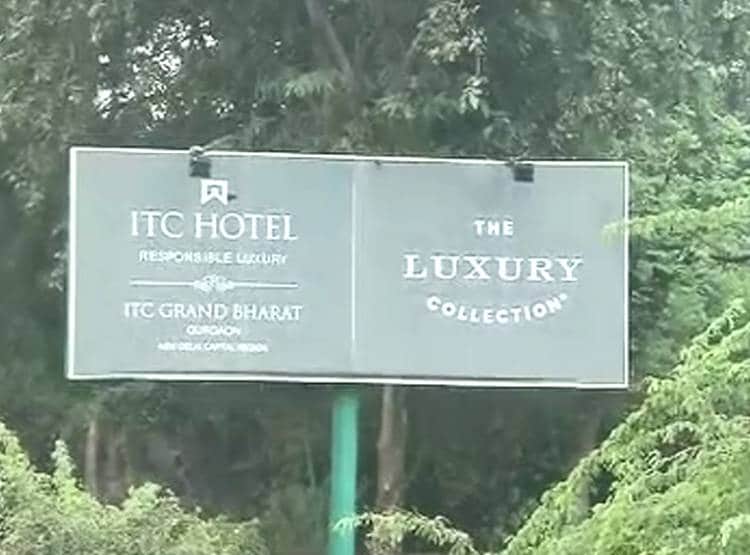 ITC HOTEL
RESPONSIBLE LUXURY
ITC GRAND BHARAT
GURGAON
NEW DELHI CAPITAL REGION
THE
LUXURY
COLLECTION®